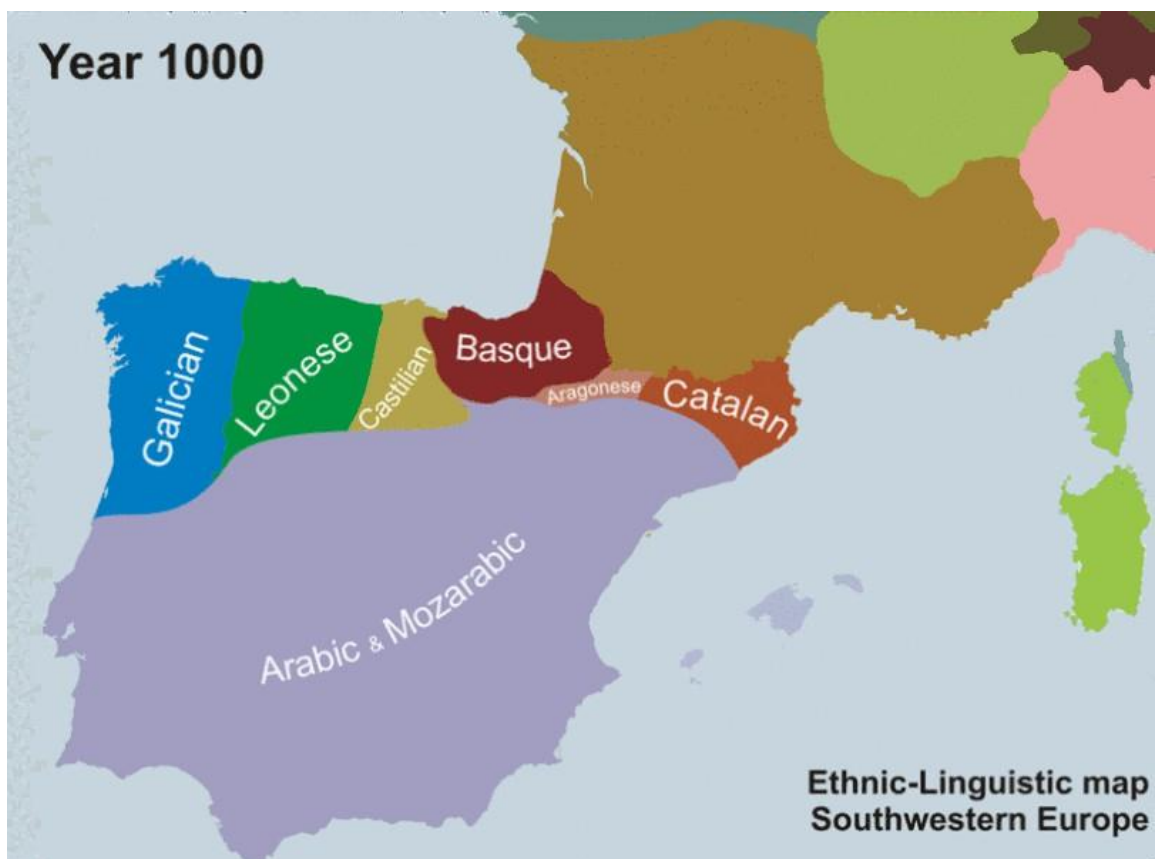 Year 1000
Galician
Leonese
Castilian
Basque
Aragonese
Catalan
Arabic & Mozarabic
Ethnic-Linguistic map
Southwestern Europe